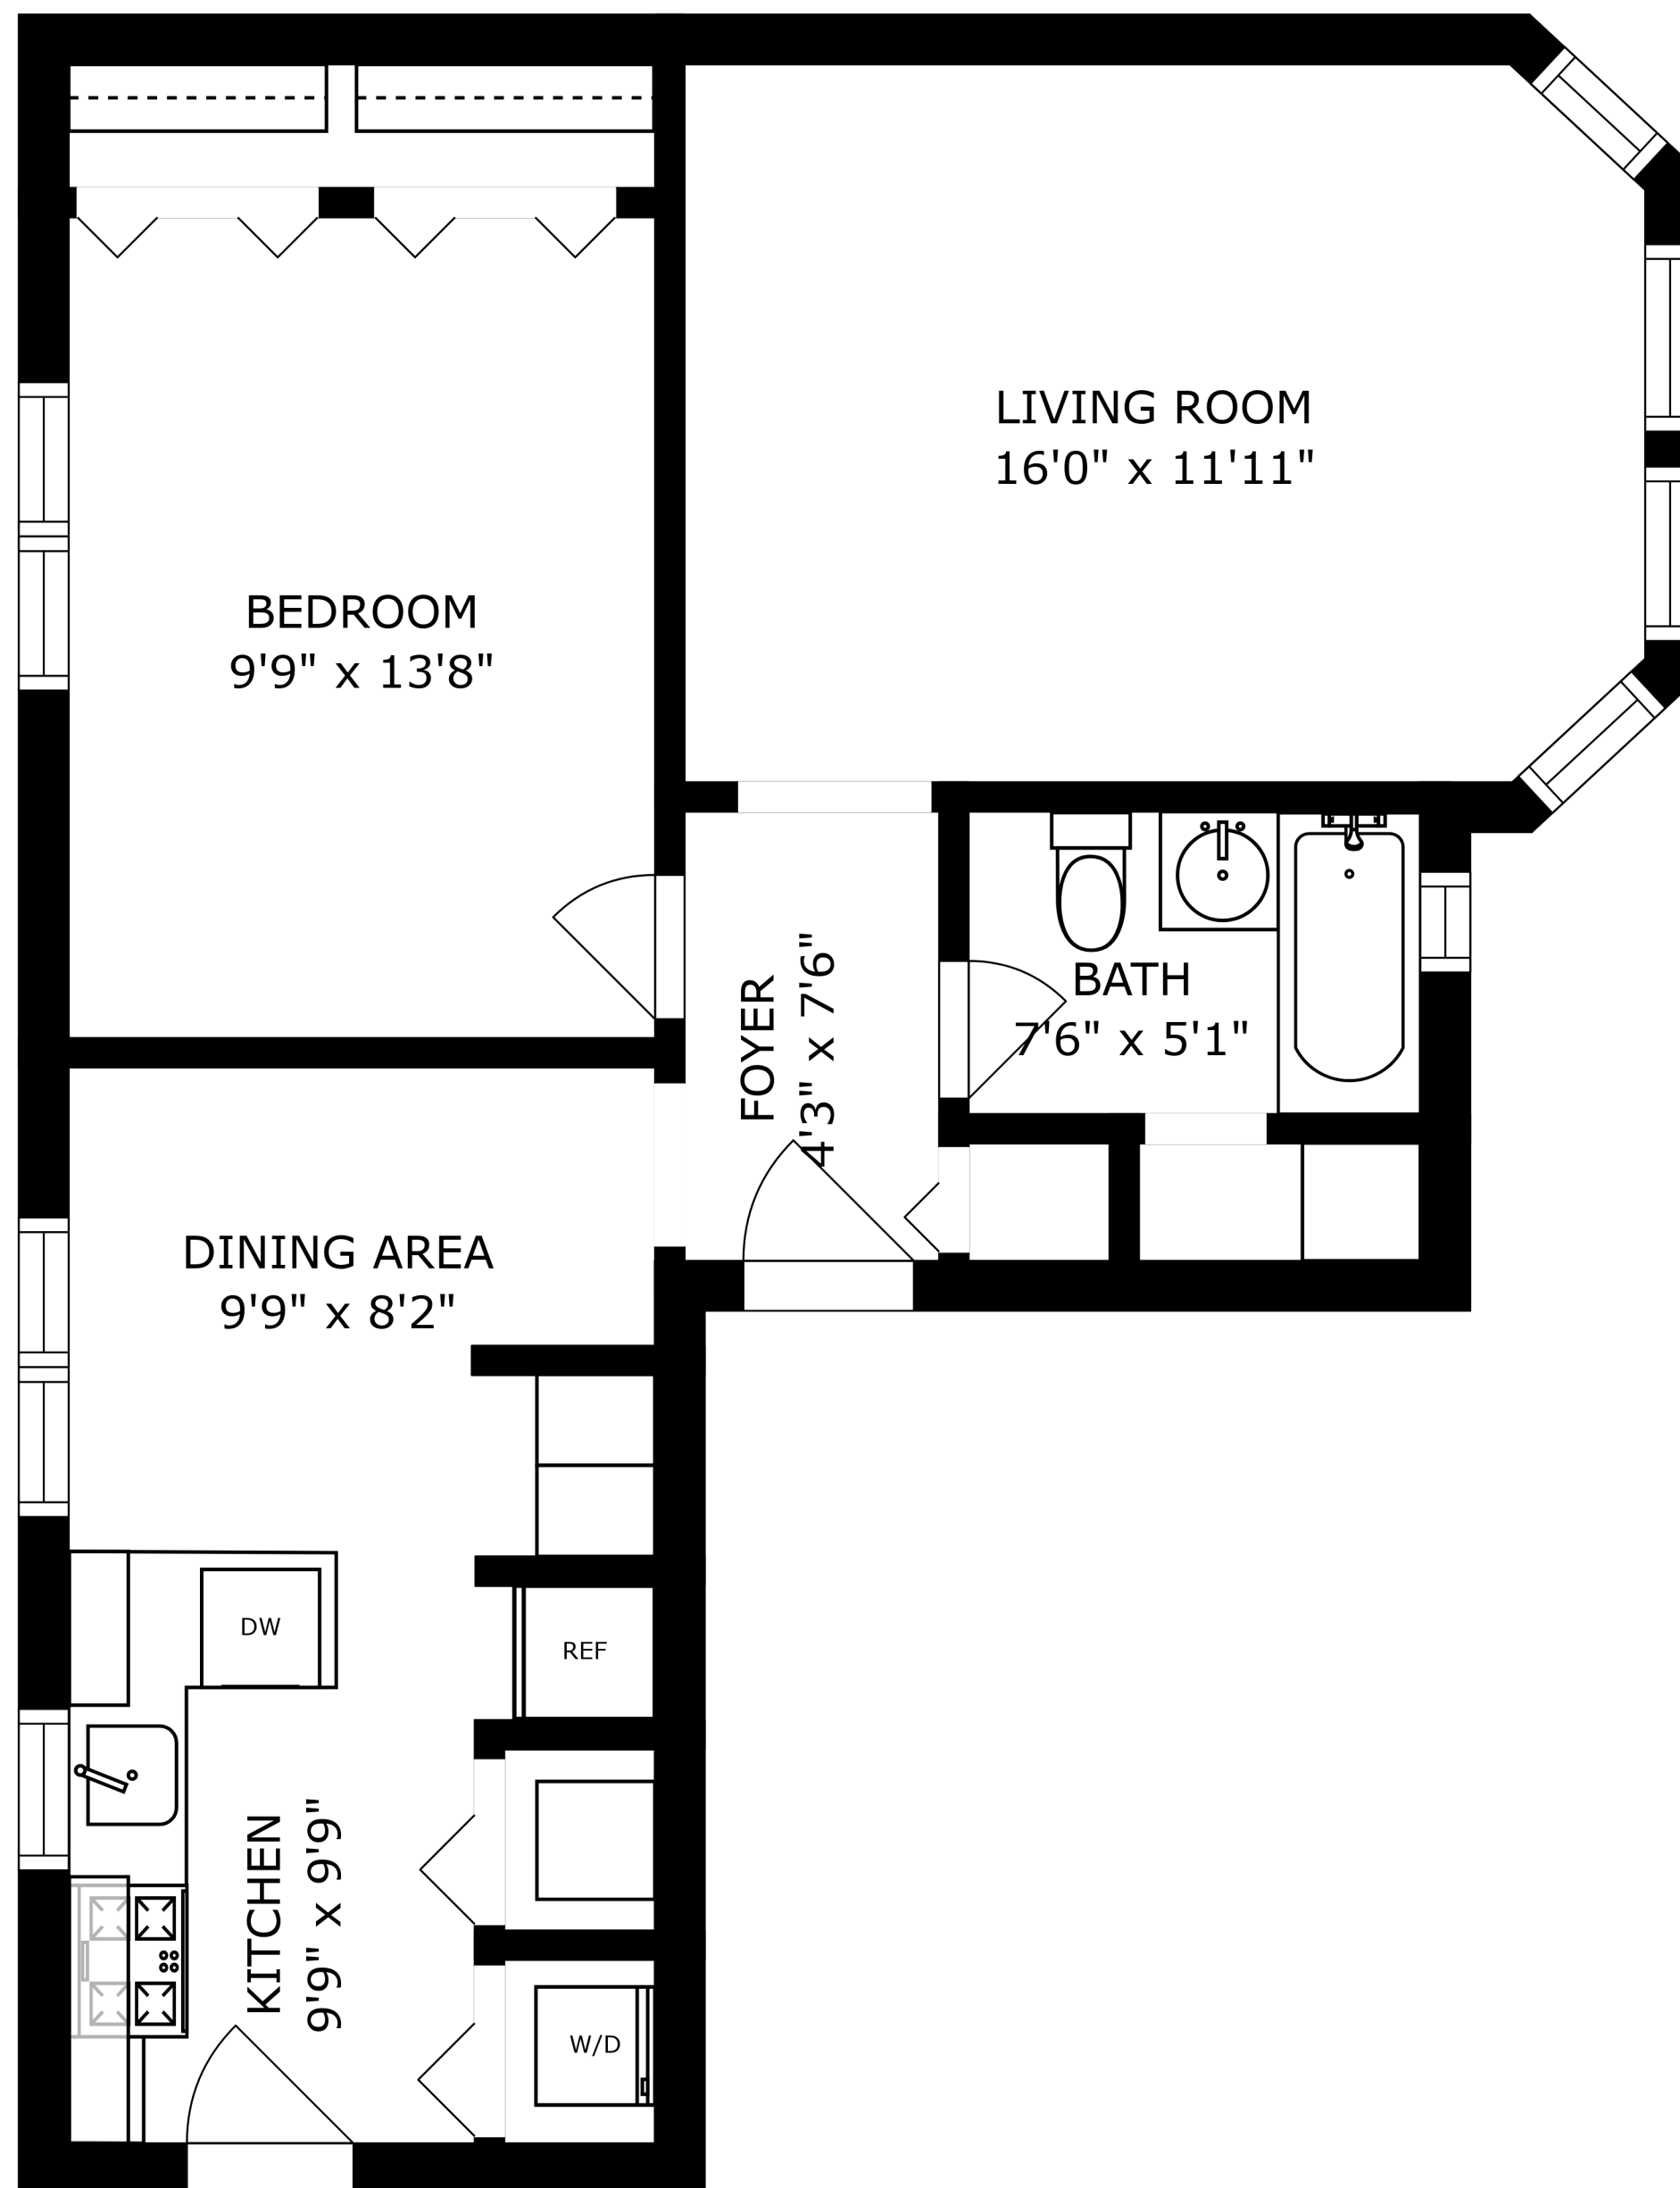 LIVING ROOM
16'0" x 11'11"
BEDROOM
9'9" x 13'8"
FOYER
4'3" x 7'6"
BATH
7'6" x 5'1"
DINING AREA
9'9" x 8'2"
DW
REF
KITCHEN
9'9" x 9'9"
W/D